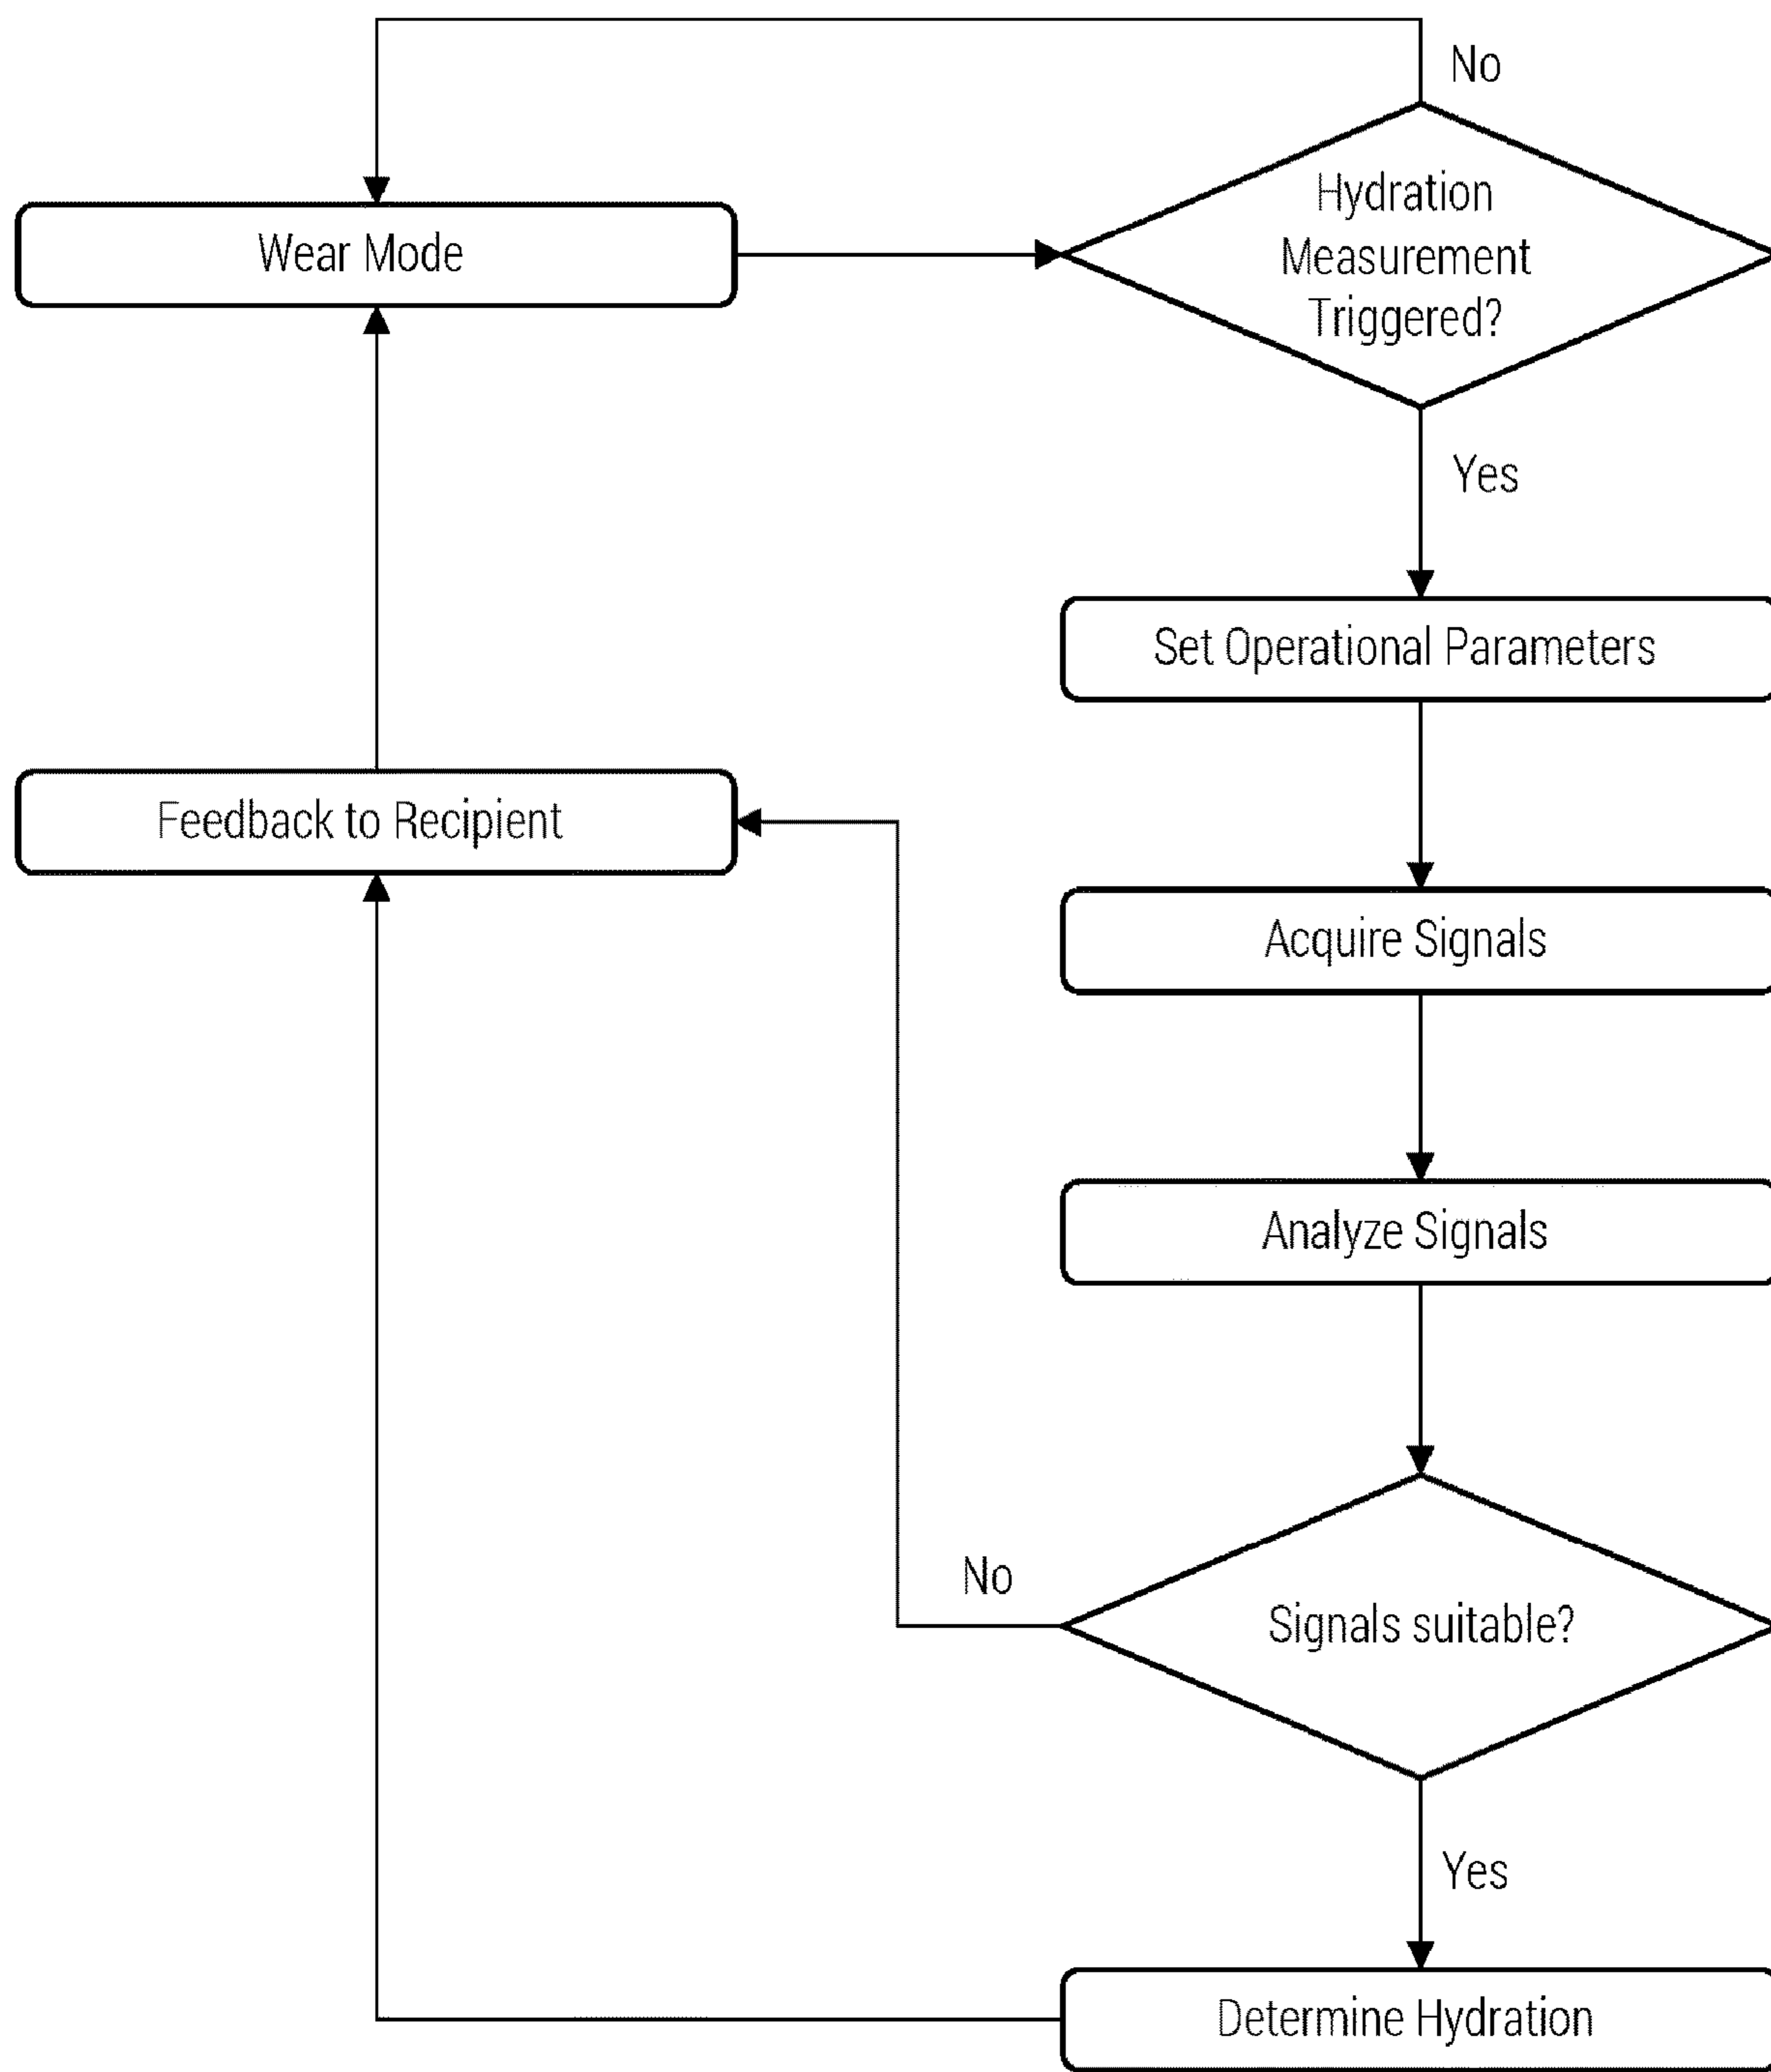 No
Wear Mode
Hydration
Measurement
Triggered?
Yes
Set Operational Parameters
Feedback to Recipient
Acquire Signals
Analyze Signals
No
Signals suitable?
Yes
Determine Hydration